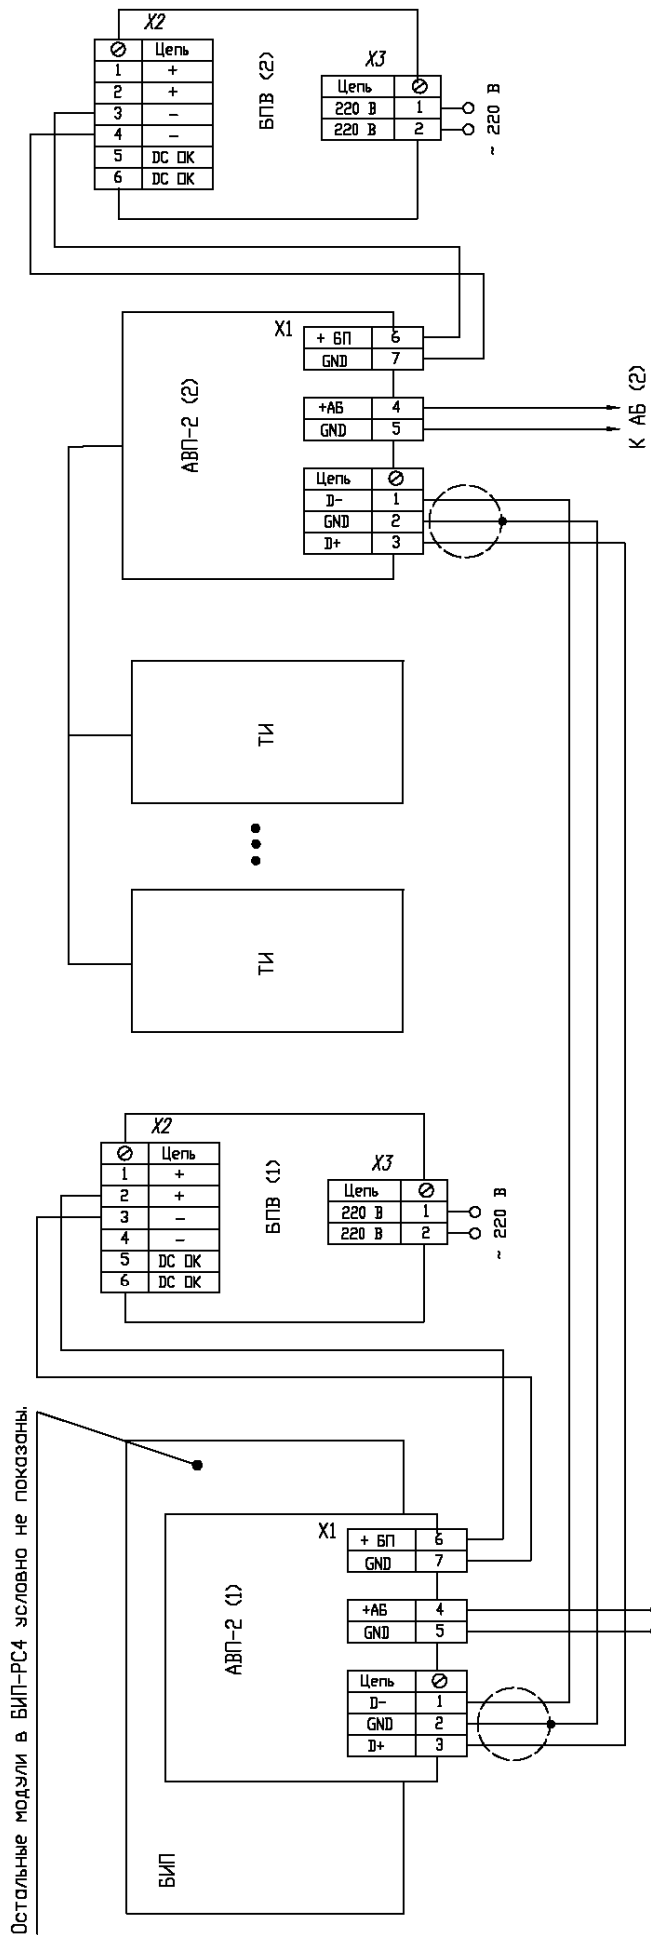 X2
Цепь
1 +
2 +
3 -
4 -
5 DC OK
6 DC OK
БПВ (2)
X3
Цепь
220 В 1
220 В 2
~ 220 В
X1
+ БП 6
GND 7
АВП-2 (2)
+АБ 4
GND 5
К АБ (2)
Цепь
D- 1
GND 2
D+ 3
ТИ
ТИ
X2
Цепь
1 +
2 +
3 -
4 -
5 DC OK
6 DC OK
БПВ (1)
X3
Цепь
220 В 1
220 В 2
~ 220 В
Остальные модули в БИП-РС4 условно не показаны.
X1
+ БП 6
GND 7
АВП-2 (1)
+АБ 4
GND 5
Цепь
D- 1
GND 2
D+ 3
БИП